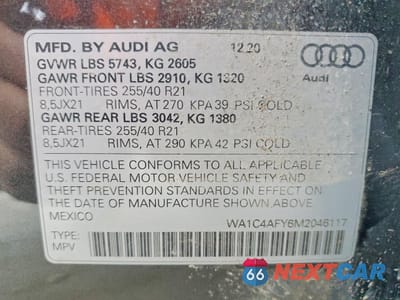 MFD. BY AUDI AG 12.20
GVWR LBS 5743, KG 2605
GAWR FRONT LBS 2910, KG 1320
FRONT-TIRES 255/40 R21
8,5JX21 RIMS, AT 270 KPA 39 PSI COLD
GAWR REAR LBS 3042, KG 1380
REAR-TIRES 255/40 R21
8,5JX21 RIMS, AT 290 KPA 42 PSI COLD
Audi
THIS VEHICLE CONFORMS TO ALL APPLICABLE
U.S. FEDERAL MOTOR VEHICLE SAFETY AND
THEFT PREVENTION STANDARDS IN EFFECT ON
THE DATE OF MANUFACTURE SHOWN ABOVE
MEXICO WA1C4AFY6M2046117
TYPE:
MPV
66 NEXTCAR